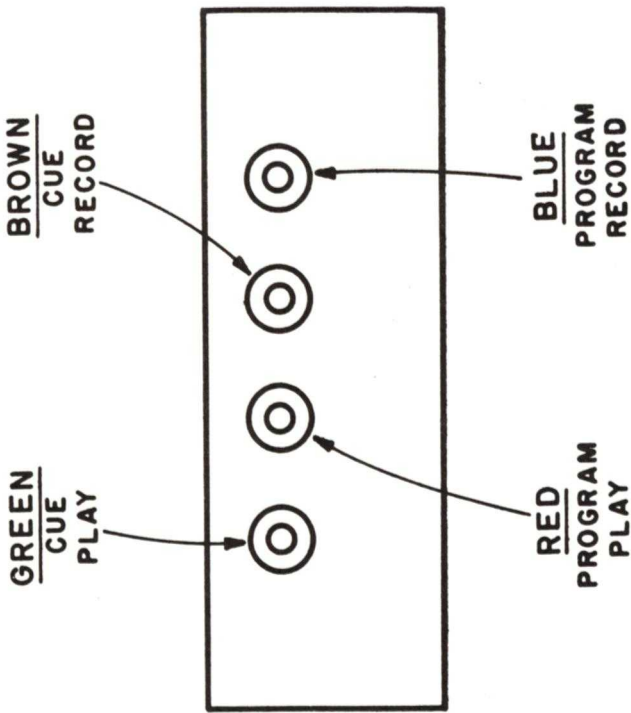 GREEN
CUE
PLAY
BROWN
CUE
RECORD
RED
PROGRAM
PLAY
BLUE
PROGRAM
RECORD